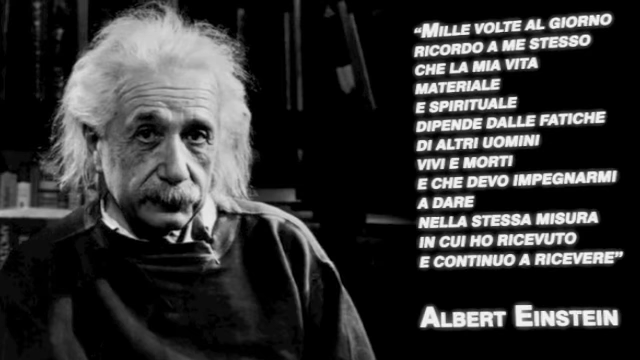 “MILLE VOLTE AL GIORNO
RICORDO A ME STESSO
CHE LA MIA VITA
MATERIALE
E SPIRITUALE
DIPENDE DALLE FATICHE
DI ALTRI UOMINI
VIVI E MORTI
E CHE DEVO IMPEGNARMI
A DARE
NELLA STESSA MISURA
IN CUI HO RICEVUTO
E CONTINUO A RICEVERE”
ALBERT EINSTEIN